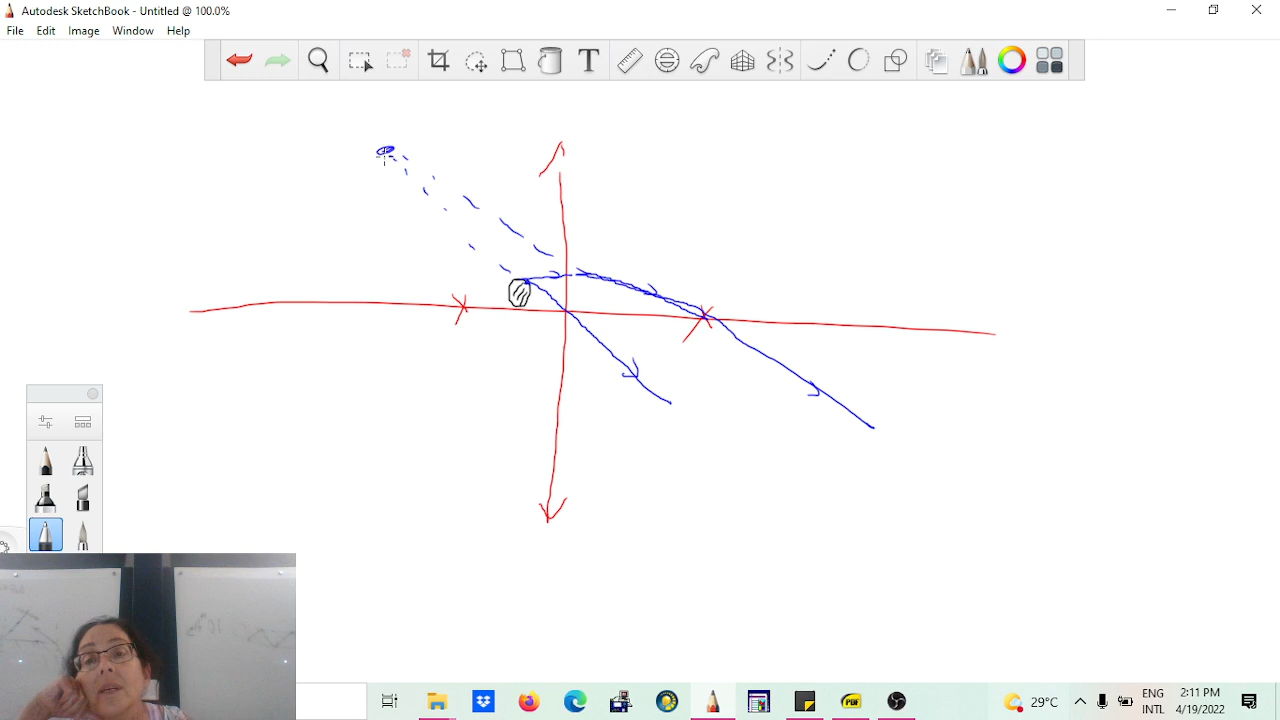 Autodesk SketchBook - Untitled @ 100.0%
File Edit Image Window Help
T
PDF
29°C
ENG
INTL
2:11 PM
4/19/2022